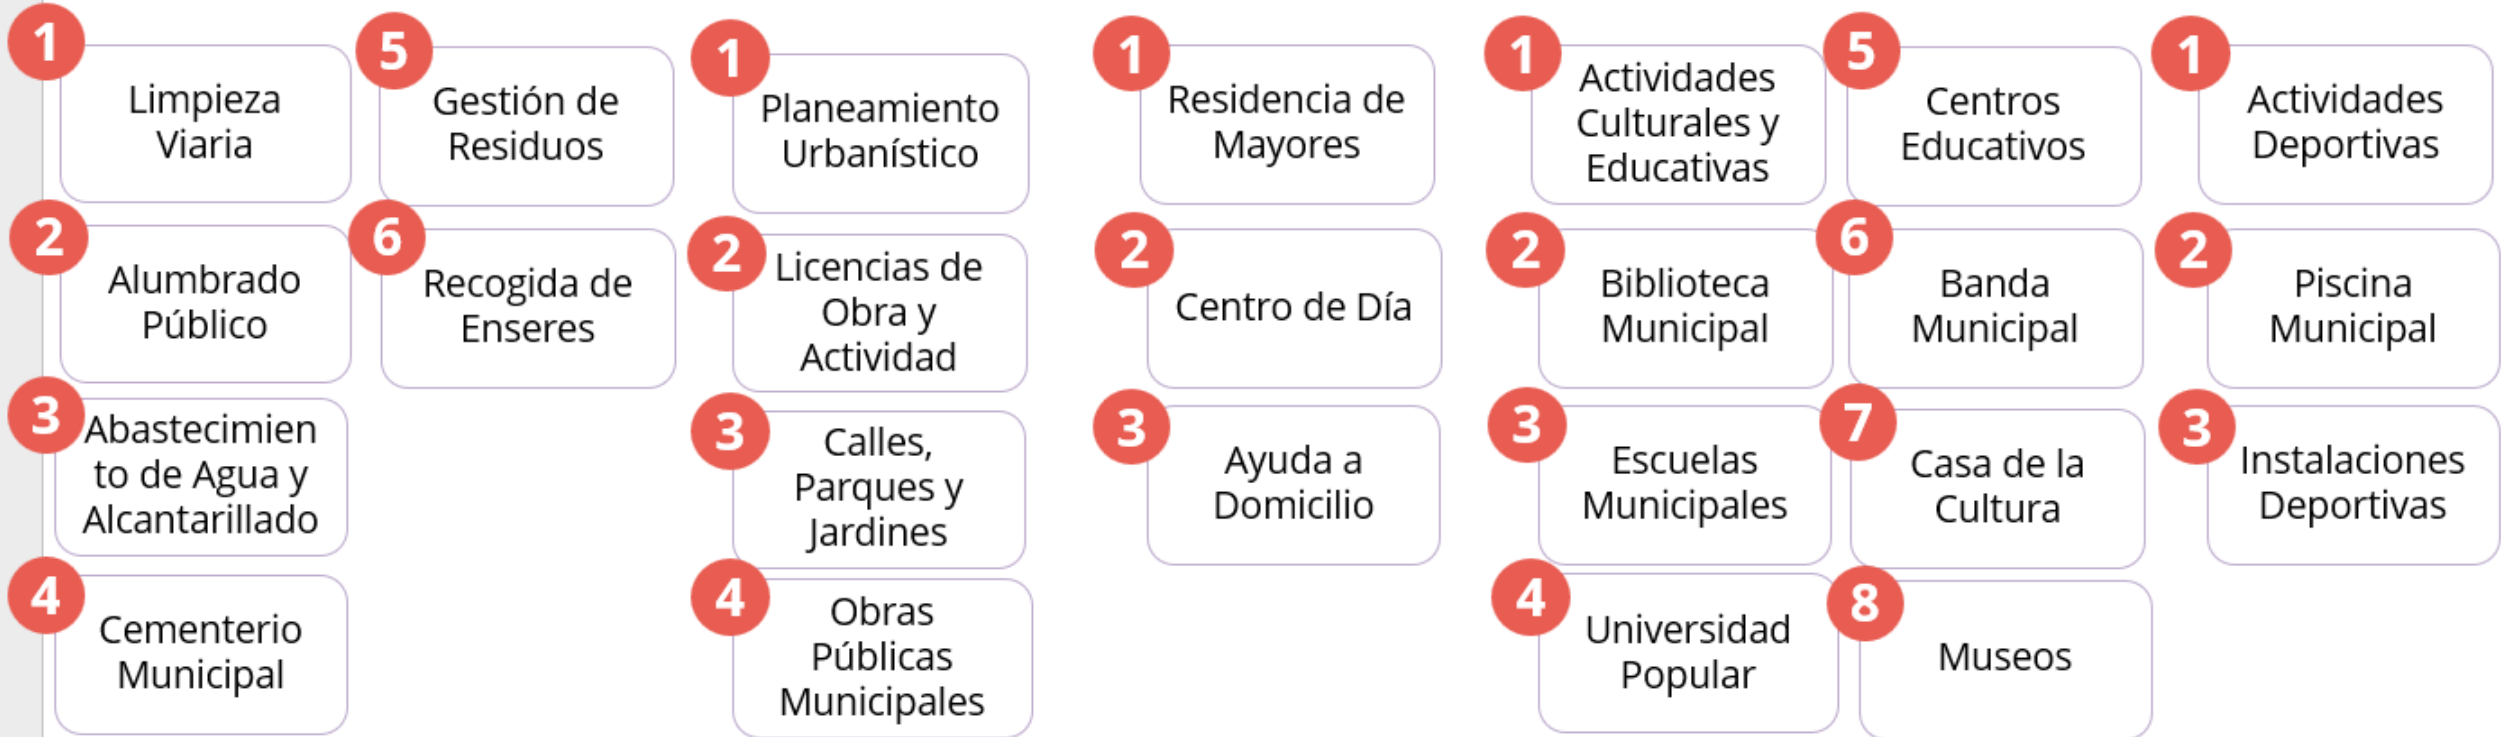 1
Limpieza
Viaria
2
Alumbrado
Público
3
Abastecimien
to de Agua y
Alcantarillado
4
Cementerio
Municipal
5
Gestión de
Residuos
6
Recogida de
Enseres
1
Planeamiento
Urbanístico
2
Licencias de
Obra y
Actividad
3
Calles,
Parques y
Jardines
4
Obras
Públicas
Municipales
1
Residencia de
Mayores
2
Centro de Día
3
Ayuda a
Domicilio
1
Actividades
Culturales y
Educativas
2
Biblioteca
Municipal
3
Escuelas
Municipales
4
Universidad
Popular
5
Centros
Educativos
6
Banda
Municipal
7
Casa de la
Cultura
8
Museos
1
Actividades
Deportivas
2
Piscina
Municipal
3
Instalaciones
Deportivas